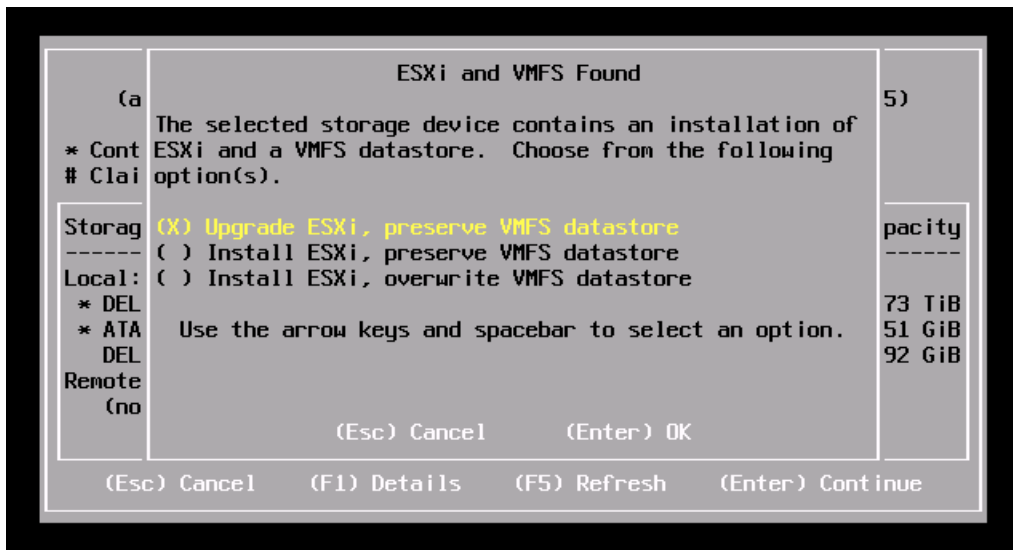 ESXi and VMFS Found
(a 5)
The selected storage device contains an installation of
* Cont ESXi and a VMFS datastore.  Choose from the following
# Clai option(s).
Storag (X) Upgrade ESXi, preserve VMFS datastore pacity
------ ( ) Install ESXi, preserve VMFS datastore ------
Local: ( ) Install ESXi, overwrite VMFS datastore
* DEL 73 TiB
* ATA Use the arrow keys and spacebar to select an option. 51 GiB
DEL 92 GiB
Remote
(no
(Esc) Cancel (Enter) OK
(Esc) Cancel (F1) Details (F5) Refresh (Enter) Continue